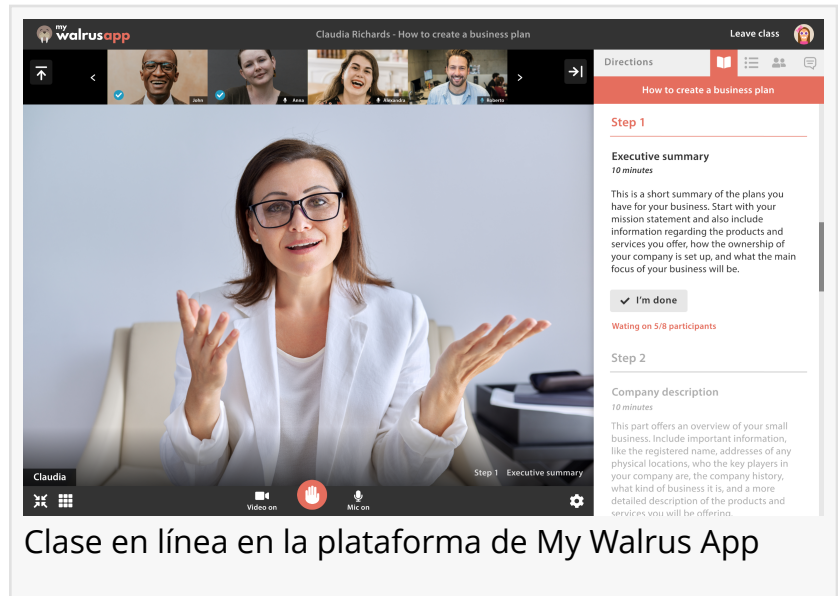 my
walrusapp
Claudia Richards - How to create a business plan
Leave class
John
Anna
Alexandra
Roberto
Directions
How to create a business plan
Step 1
Executive summary
10 minutes
This is a short summary of the plans you
have for your business. Start with your
mission statement and also include
information regarding the products and
services you offer, how the ownership of
your company is set up, and what the main
focus of your business will be.
I'm done
Wating on 5/8 participants
Step 2
Company description
10 minutes
This part offers an overview of your small
business. Include important information,
like the registered name, addresses of any
physical locations, who the key players in
your company are, the company history,
what kind of business it is, and a more
detailed description of the products and
services you will be offering.
Claudia
Step 1 Executive summary
Video on
Mic on
Clase en línea en la plataforma de My Walrus App